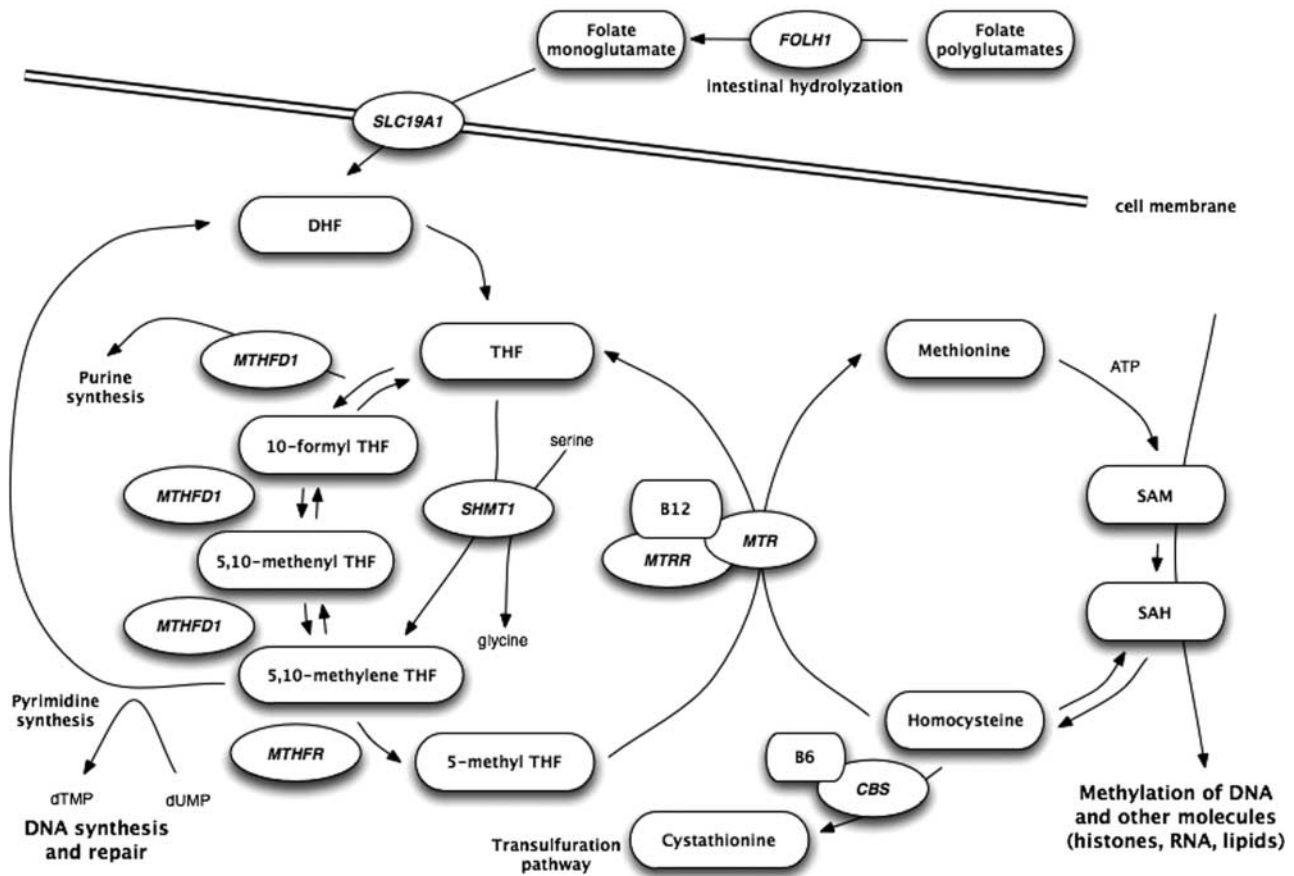 Folate
monoglutamate
FOLH1
Folate
polyglutamates
Intestinal hydrolyzation
SLC19A1
cell membrane
DHF
THF
MTHFD1
Purine
synthesis
Methionine
ATP
10-formyl THF
serine
MTHFD1
SHMT1
B12
MTR
MTRR
SAM
5,10-methenyl THF
MTHFD1
glycine
SAH
5,10-methylene THF
Pyrimidine
synthesis
Homocysteine
MTHFR
5-methyl THF
B6
CBS
dTMP
dUMP
DNA synthesis
and repair
Transulfuration
pathway
Cystathionine
Methylation of DNA
and other molecules
(histones, RNA, lipids)